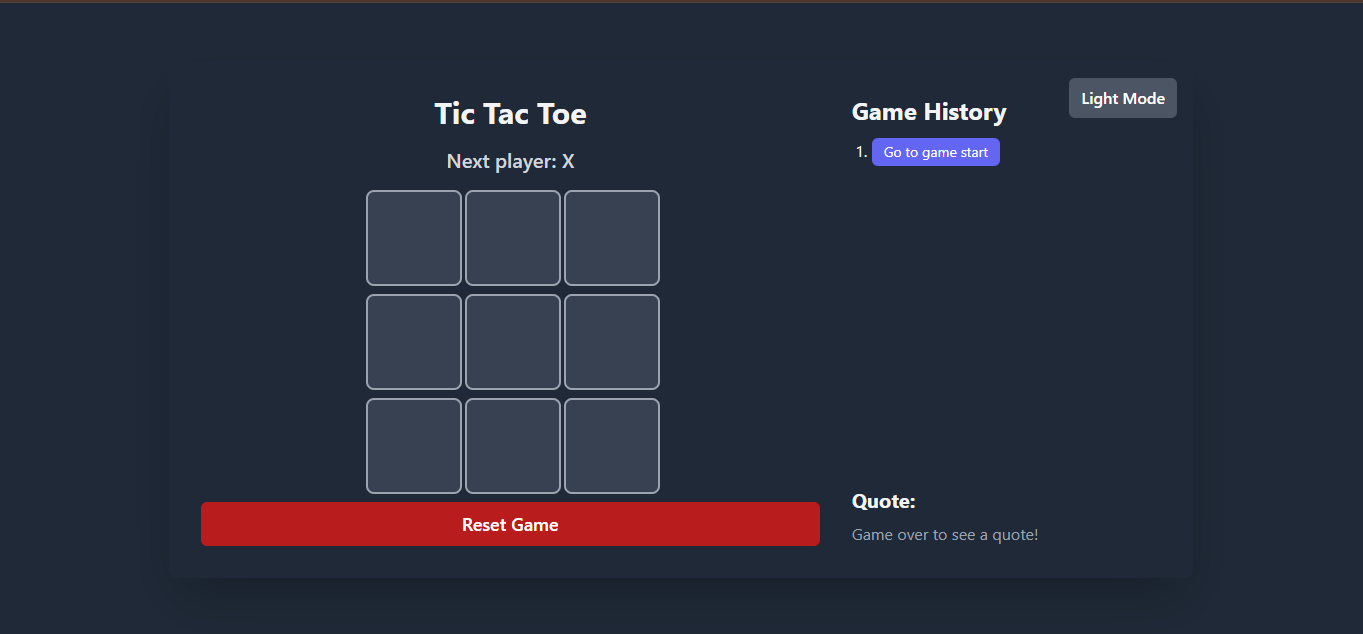 Tic Tac Toe
Next player: X
Reset Game
Game History
1. Go to game start
Light Mode
Quote:
Game over to see a quote!